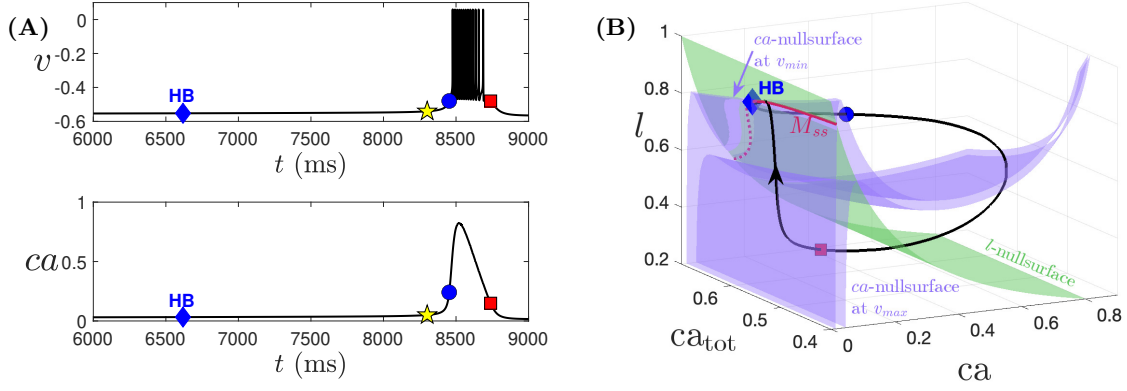 (A)
0
-0.2
v
-0.4
HB
-0.6
6000 6500 7000 7500 8000 8500 9000
t (ms)
1
ca
0.5
HB
0
6000 6500 7000 7500 8000 8500 9000
t (ms)
(B)
1
ca-nullsurface
at v_min
HB
0.8
l
M_ss
0.6
0.4
l-nullsurface
0.2
ca-nullsurface
at v_max
0.6
0.5
0.4
ca_tot
0
0.2
0.4
0.6
0.8
ca